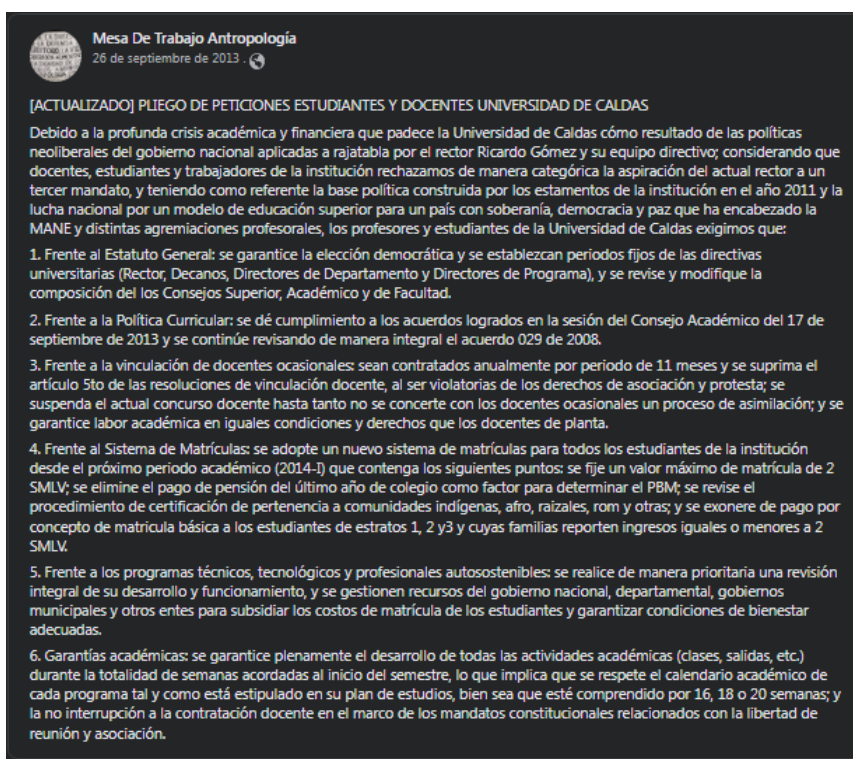 Mesa De Trabajo Antropología
26 de septiembre de 2013 .
[ACTUALIZADO] PLIEGO DE PETICIONES ESTUDIANTES Y DOCENTES UNIVERSIDAD DE CALDAS
Debido a la profunda crisis académica y financiera que padece la Universidad de Caldas cómo resultado de las políticas
neoliberales del gobierno nacional aplicadas a rajatabla por el rector Ricardo Gómez y su equipo directivo; considerando que
docentes, estudiantes y trabajadores de la institución rechazamos de manera categórica la aspiración del actual rector a un
tercer mandato, y teniendo como referente la base política construida por los estamentos de la institución en el año 2011 y la
lucha nacional por un modelo de educación superior para un país con soberanía, democracia y paz que ha encabezado la
MANE y distintas agremiaciones profesorales, los profesores y estudiantes de la Universidad de Caldas exigimos que:
1. Frente al Estatuto General: se garantice la elección democrática y se establezcan periodos fijos de las directivas
universitarias (Rector, Decanos, Directores de Departamento y Directores de Programa), y se revise y modifique la
composición del los Consejos Superior, Académico y de Facultad.
2. Frente a la Política Curricular: se dé cumplimiento a los acuerdos logrados en la sesión del Consejo Académico del 17 de
septiembre de 2013 y se continúe revisando de manera integral el acuerdo 029 de 2008.
3. Frente a la vinculación de docentes ocasionales: sean contratados anualmente por periodo de 11 meses y se suprima el
artículo 5to de las resoluciones de vinculación docente, al ser violatorias de los derechos de asociación y protesta; se
suspenda el actual concurso docente hasta tanto no se concerte con los docentes ocasionales un proceso de asimilación; y se
garantice labor académica en iguales condiciones y derechos que los docentes de planta.
4. Frente al Sistema de Matrículas: se adopte un nuevo sistema de matrículas para todos los estudiantes de la institución
desde el próximo periodo académico (2014-I) que contenga los siguientes puntos: se fije un valor máximo de matrícula de 2
SMLV; se elimine el pago de pensión del último año de colegio como factor para determinar el PBM; se revise el
procedimiento de certificación de pertenencia a comunidades indígenas, afro, raizales, rom y otras; y se exonere de pago por
concepto de matricula básica a los estudiantes de estratos 1, 2 y3 y cuyas familias reporten ingresos iguales o menores a 2
SMLV.
5. Frente a los programas técnicos, tecnológicos y profesionales autosostenibles: se realice de manera prioritaria una revisión
integral de su desarrollo y funcionamiento, y se gestionen recursos del gobierno nacional, departamental, gobiernos
municipales y otros entes para subsidiar los costos de matrícula de los estudiantes y garantizar condiciones de bienestar
adecuadas.
6. Garantías académicas: se garantice plenamente el desarrollo de todas las actividades académicas (clases, salidas, etc.)
durante la totalidad de semanas acordadas al inicio del semestre, lo que implica que se respete el calendario académico de
cada programa tal y como está estipulado en su plan de estudios, bien sea que esté comprendido por 16, 18 o 20 semanas; y
la no interrupción a la contratación docente en el marco de los mandatos constitucionales relacionados con la libertad de
reunión y asociación.